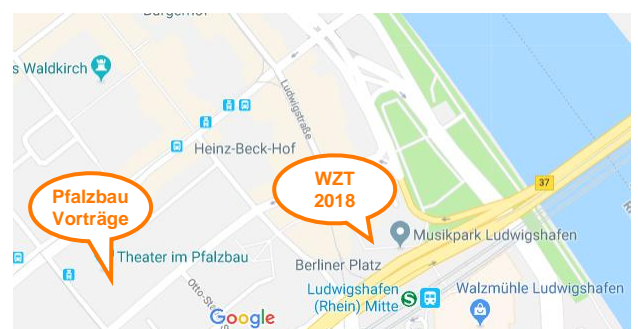 Burgerhof
s Waldkirch
Ludwigstraße
Heinz-Beck-Hof
WZT
2018
Pfalzbau
Vorträge
37
Musikpark Ludwigshafen
Theater im Pfalzbau
Berliner Platz
Ludwigshafen
(Rhein) Mitte
S
Walzmühle Ludwigshafen
Google